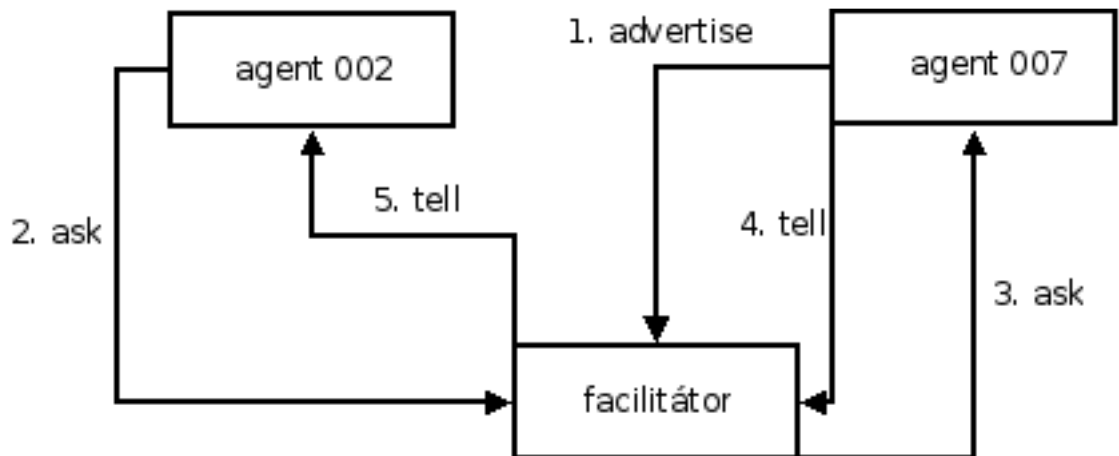 1. advertise
agent 002
agent 007
5. tell
2. ask
4. tell
3. ask
facilitátor